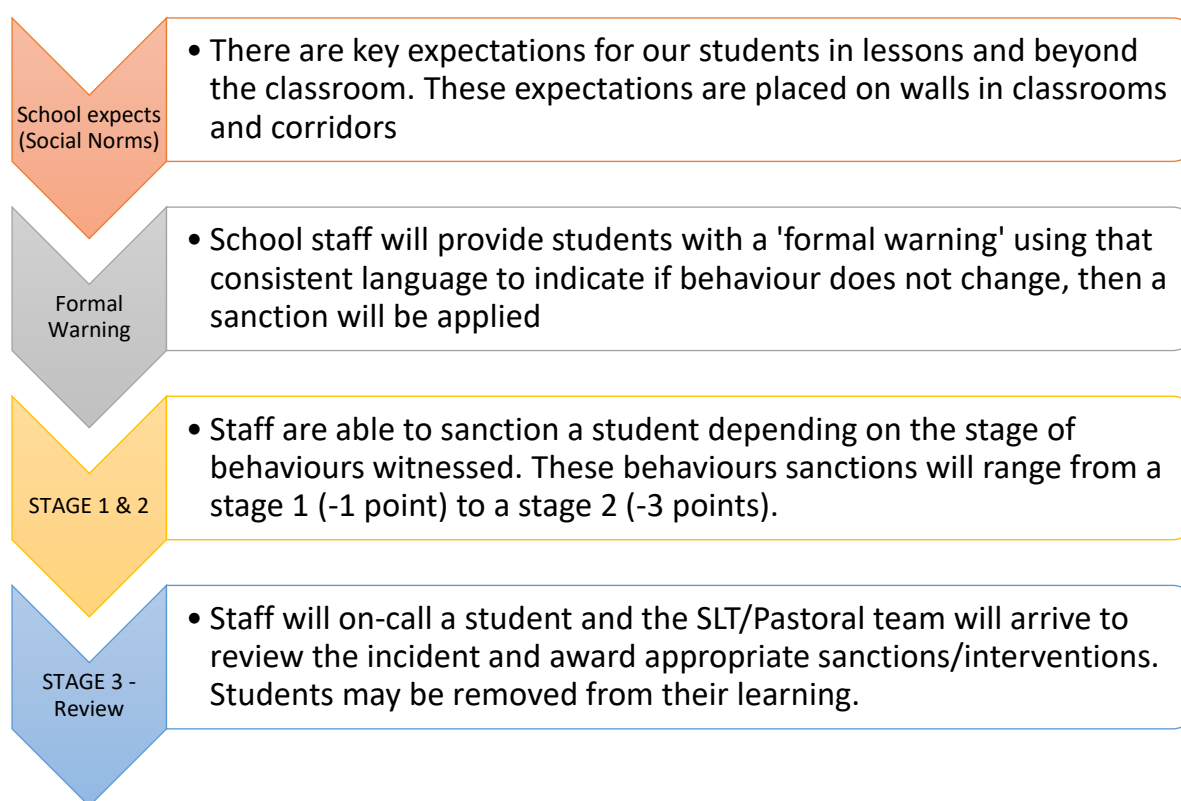 School expects
(Social Norms)
• There are key expectations for our students in lessons and beyond
the classroom. These expectations are placed on walls in classrooms
and corridors
Formal
Warning
• School staff will provide students with a 'formal warning' using that
consistent language to indicate if behaviour does not change, then a
sanction will be applied
STAGE 1 & 2
• Staff are able to sanction a student depending on the stage of
behaviours witnessed. These behaviours sanctions will range from a
stage 1 (-1 point) to a stage 2 (-3 points).
STAGE 3 -
Review
• Staff will on-call a student and the SLT/Pastoral team will arrive to
review the incident and award appropriate sanctions/interventions.
Students may be removed from their learning.